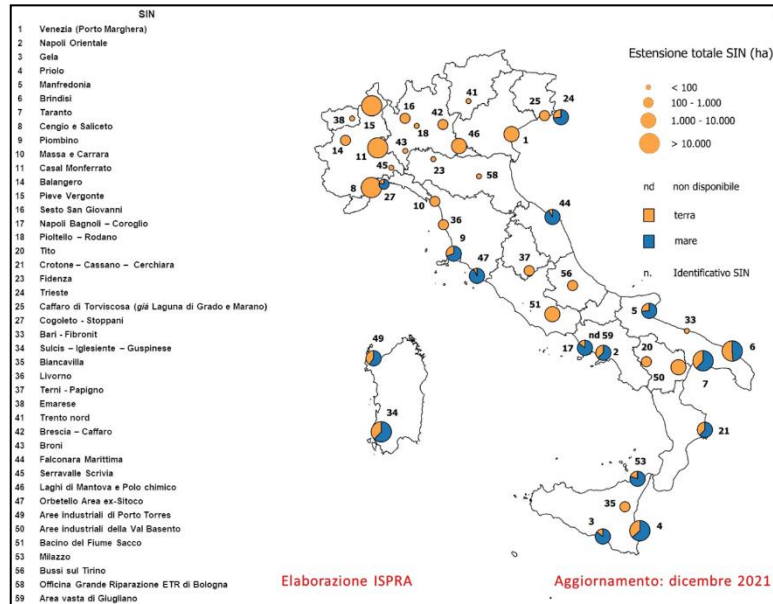 SIN
1 Venezia (Porto Marghera)
2 Napoli Orientale
3 Gela
4 Priolo
5 Manfredonia
6 Brindisi
7 Taranto
8 Cengio e Saliceto
9 Piombino
10 Massa e Carrara
11 Casal Monferrato
14 Balangero
15 Pieve Vergonte
16 Sesto San Giovanni
17 Napoli Bagnoli – Coroglio
18 Pioltello – Rodano
20 Tito
21 Crotone – Cassano – Cerchiara
23 Fidenza
24 Trieste
25 Caffaro di Torviscosa (già Laguna di Grado e Marano)
27 Cogoleto - Stoppani
33 Bari - Fibronit
34 Sulcis – Iglesiente – Guspinese
35 Biancavilla
36 Livorno
37 Terni - Papigno
38 Emarese
41 Trento nord
42 Brescia – Caffaro
43 Broni
44 Falconara Marittima
45 Serravalle Scrivia
46 Laghi di Mantova e Polo chimico
47 Orbetello Area ex-Sitoco
49 Aree industriali di Porto Torres
50 Aree industriali della Val Basento
51 Bacino del Fiume Sacco
53 Milazzo
56 Bussi sul Tirino
58 Officina Grande Riparazione ETR di Bologna
59 Area vasta di Giugliano
41
25
24
38
15
16
42
18
46
1
14
11
43
45
23
58
8
27
10
36
44
9
47
37
56
51
5
33
nd 59
17
2
20
50
7
6
49
34
21
53
35
3
4
Estensione totale SIN (ha)
< 100
100 - 1.000
1.000 - 10.000
> 10.000
nd non disponibile
terra
mare
n. Identificativo SIN
Elaborazione ISPRA
Aggiornamento: dicembre 2021